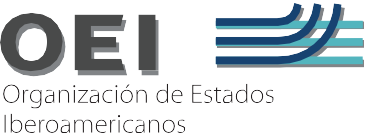 OEI
Organización de Estados
Iberoamericanos